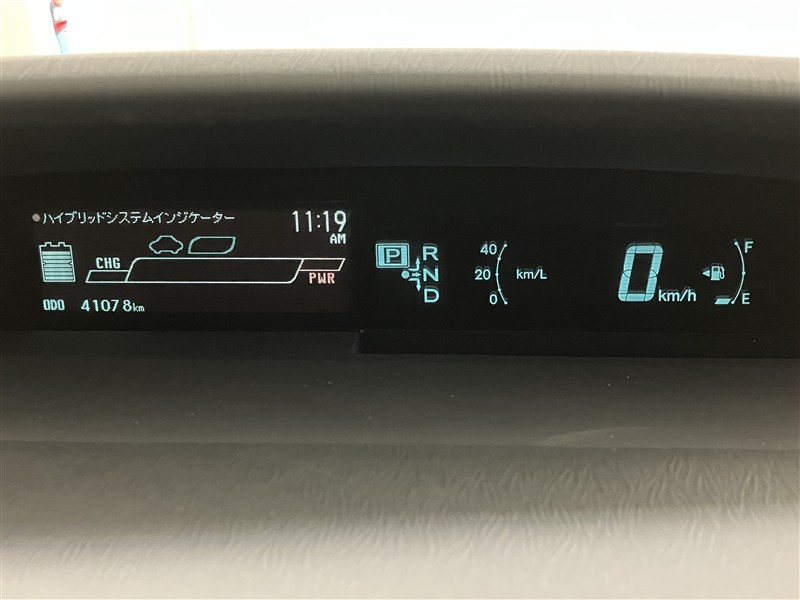 ハイブリッドシステムインジケーター
11:19
AM
CHG
PWR
ODO 41078km
P
R
N
D
40
20
0
km/L
0km/h
F
E